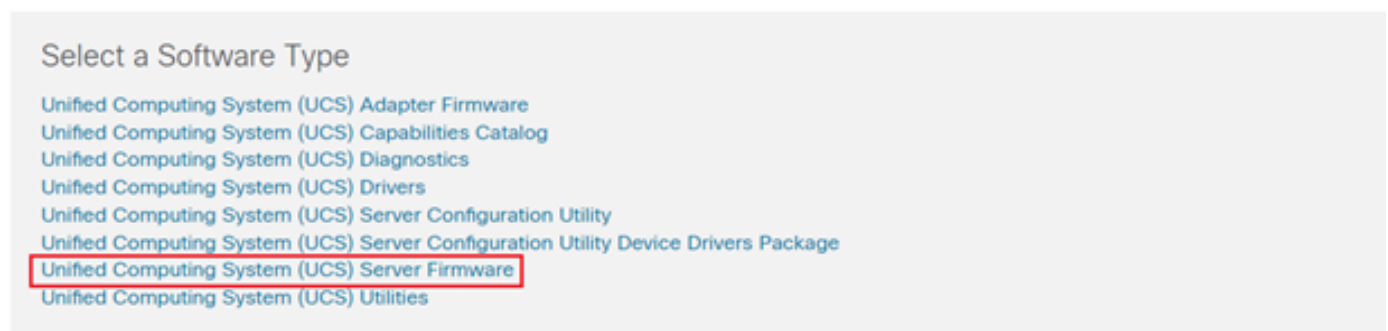 Select a Software Type
Unified Computing System (UCS) Adapter Firmware
Unified Computing System (UCS) Capabilities Catalog
Unified Computing System (UCS) Diagnostics
Unified Computing System (UCS) Drivers
Unified Computing System (UCS) Server Configuration Utility
Unified Computing System (UCS) Server Configuration Utility Device Drivers Package
Unified Computing System (UCS) Server Firmware
Unified Computing System (UCS) Utilities